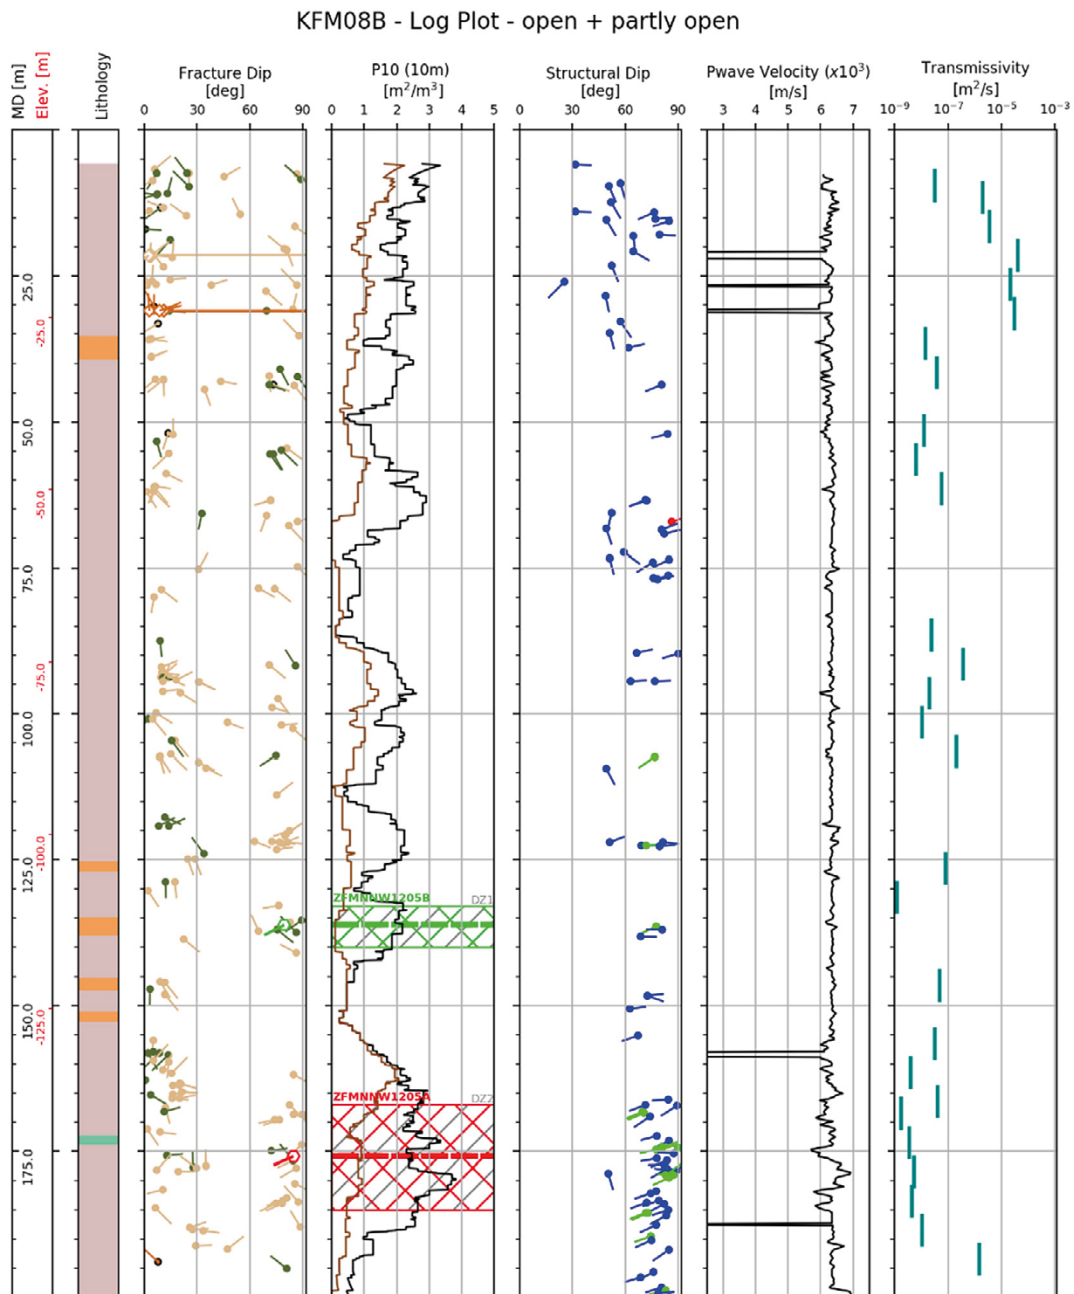 KFM08B - Log Plot - open + partly open
MD [m]
Elev. [m]
Lithology
Fracture Dip
[deg]
0 30 60 90
P10 (10m)
[m²/m³]
0 1 2 3 4 5
Structural Dip
[deg]
0 30 60 90
Pwave Velocity (x10³)
[m/s]
3 4 5 6 7
Transmissivity
[m²/s]
10⁻⁹ 10⁻⁷ 10⁻⁵ 10⁻³
25.0
-25.0
50.0
-50.0
75.0
-75.0
100.0
-100.0
125.0
ZFMNNW1205B DZ1
150.0
-125.0
ZFMNNW1205A DZ2
175.0